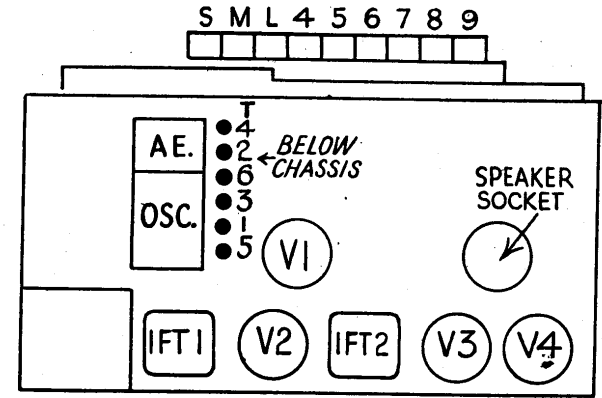 S M L 4 5 6 7 8 9
T
4
2
6
3
1
5
BELOW
CHASSIS
AE.
OSC.
SPEAKER
SOCKET
V1
IFT1
V2
IFT2
V3
V4